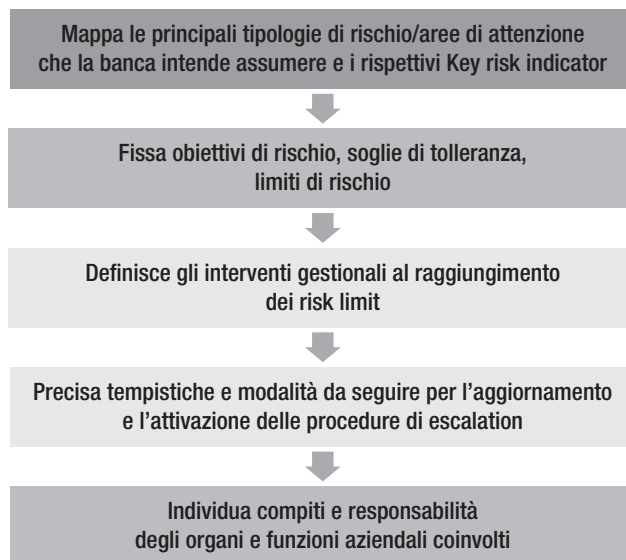 Mappa le principali tipologie di rischio/aree di attenzione
che la banca intende assumere e i rispettivi Key risk indicator
Fissa obiettivi di rischio, soglie di tolleranza,
limiti di rischio
Definisce gli interventi gestionali al raggiungimento
dei risk limit
Precisa tempistiche e modalità da seguire per l'aggiornamento
e l'attivazione delle procedure di escalation
Individua compiti e responsabilità
degli organi e funzioni aziendali coinvolti